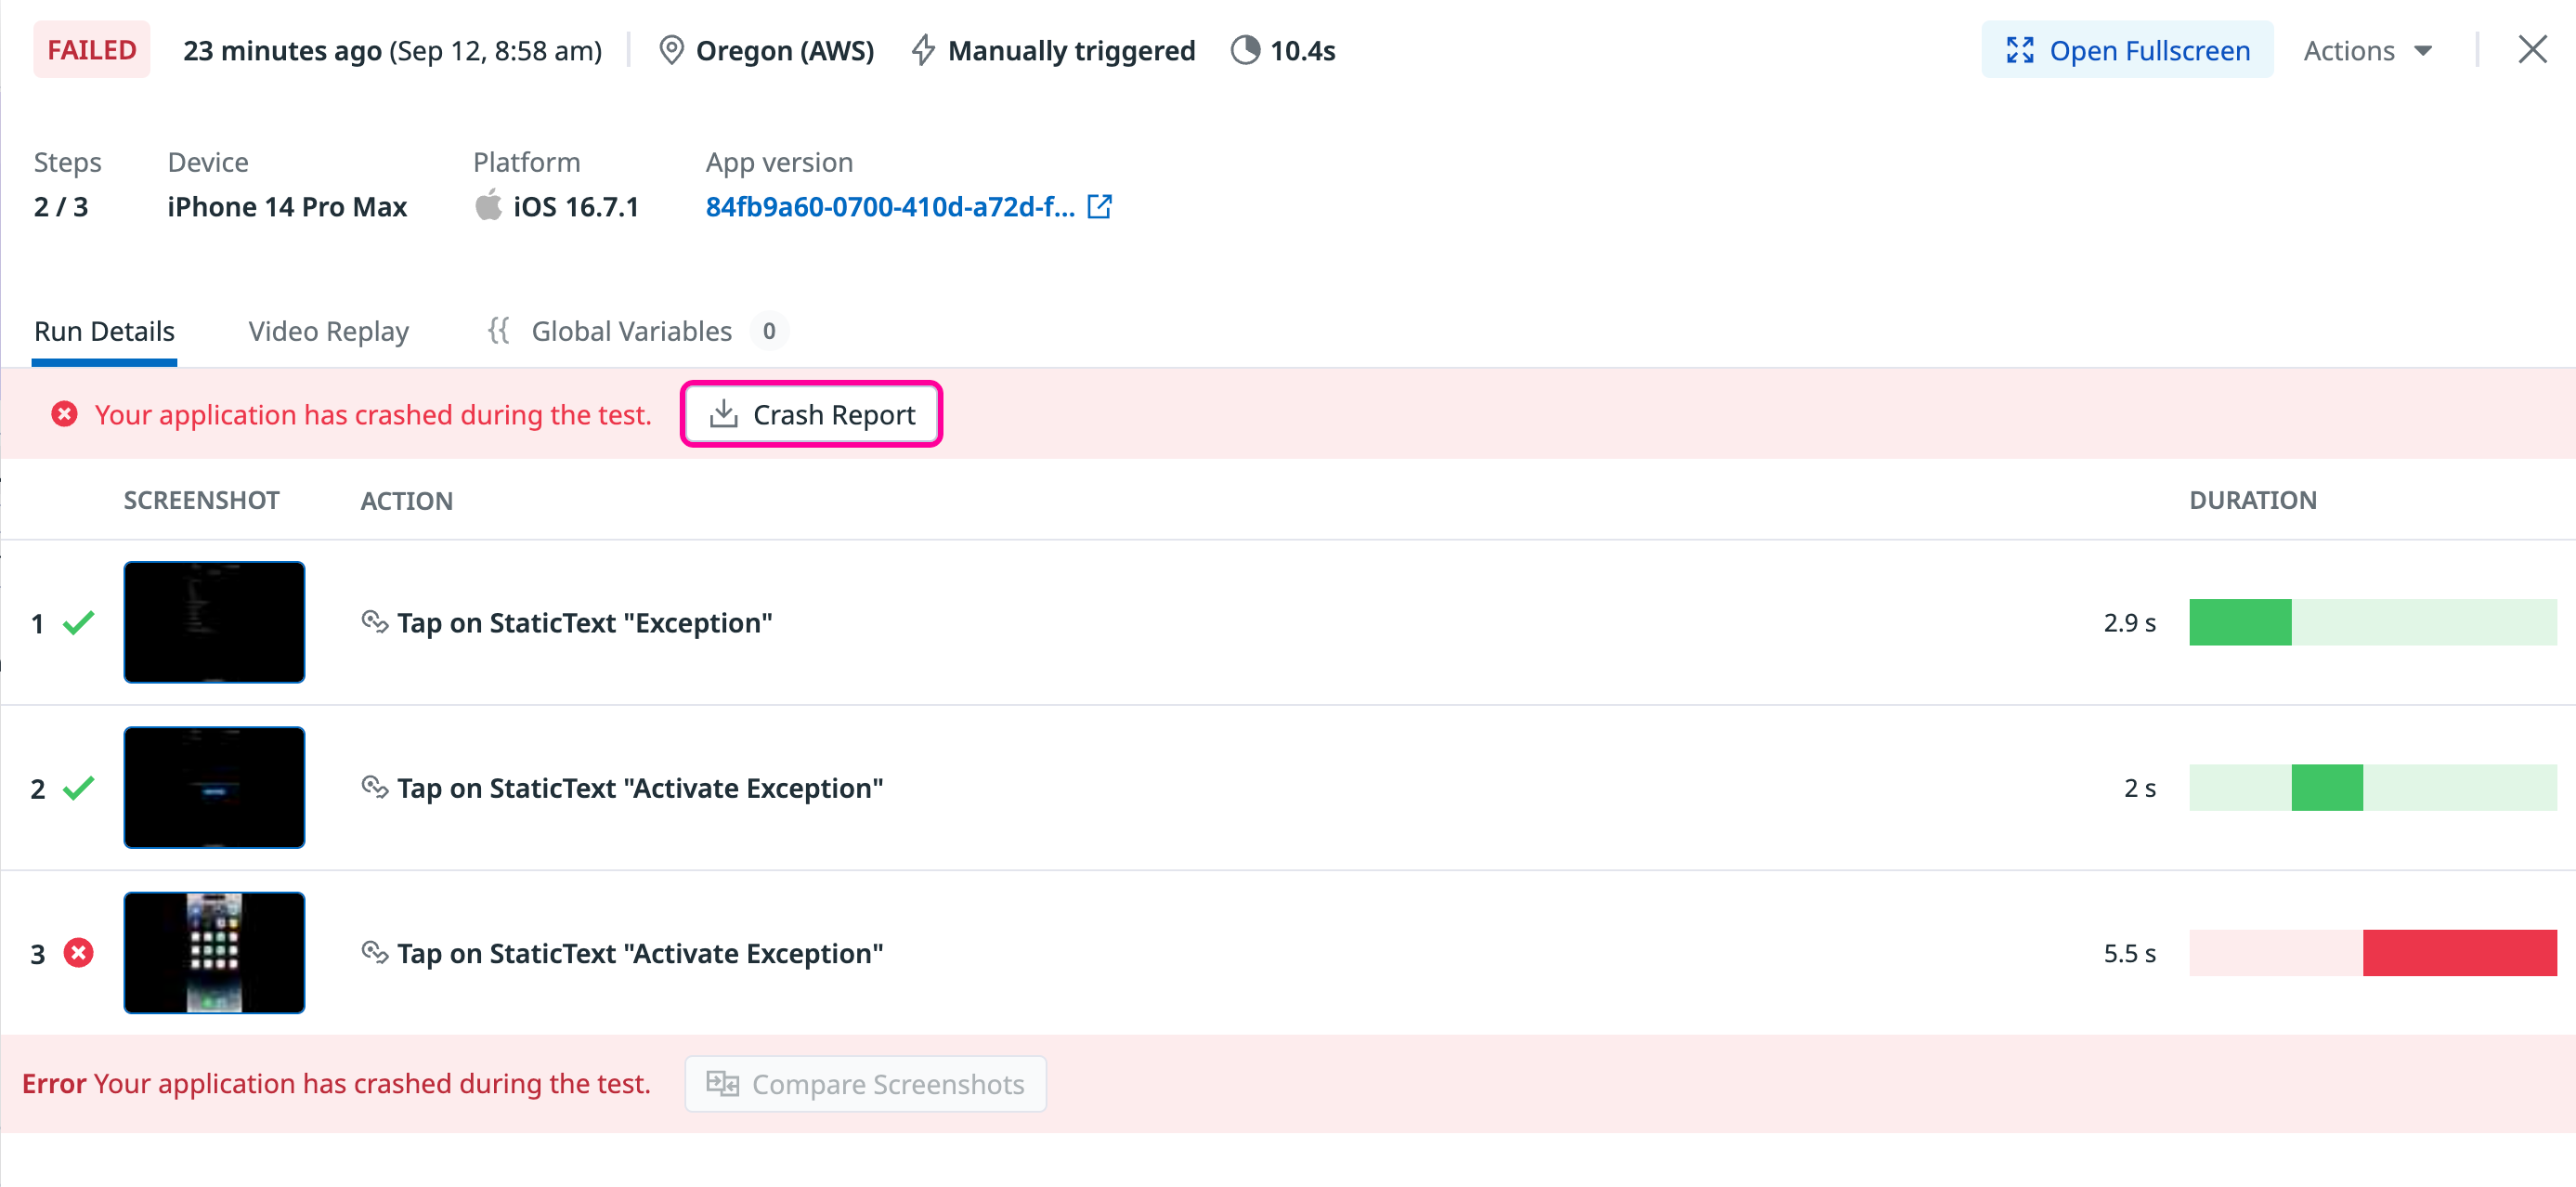 FAILED 23 minutes ago (Sep 12, 8:58 am) Oregon (AWS) Manually triggered 10.4s Open Fullscreen Actions
Steps Device Platform App version
2 / 3 iPhone 14 Pro Max iOS 16.7.1 84fb9a60-0700-410d-a72d-f...
Run Details Video Replay {{ Global Variables 0
Your application has crashed during the test. Crash Report
SCREENSHOT ACTION DURATION
1 Tap on StaticText "Exception" 2.9 s
2 Tap on StaticText "Activate Exception" 2 s
3 Tap on StaticText "Activate Exception" 5.5 s
Error Your application has crashed during the test. Compare Screenshots